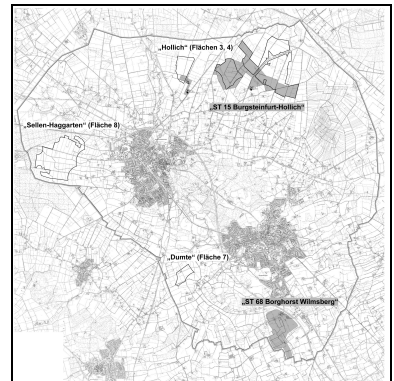 „Hollich“ (Flächen 3, 4)
„ST 15 Burgsteinfurt-Hollich“
„Sellen-Haggarten“ (Fläche 8)
„Dumte“ (Fläche 7)
„ST 68 Borghorst Wilmsberg“